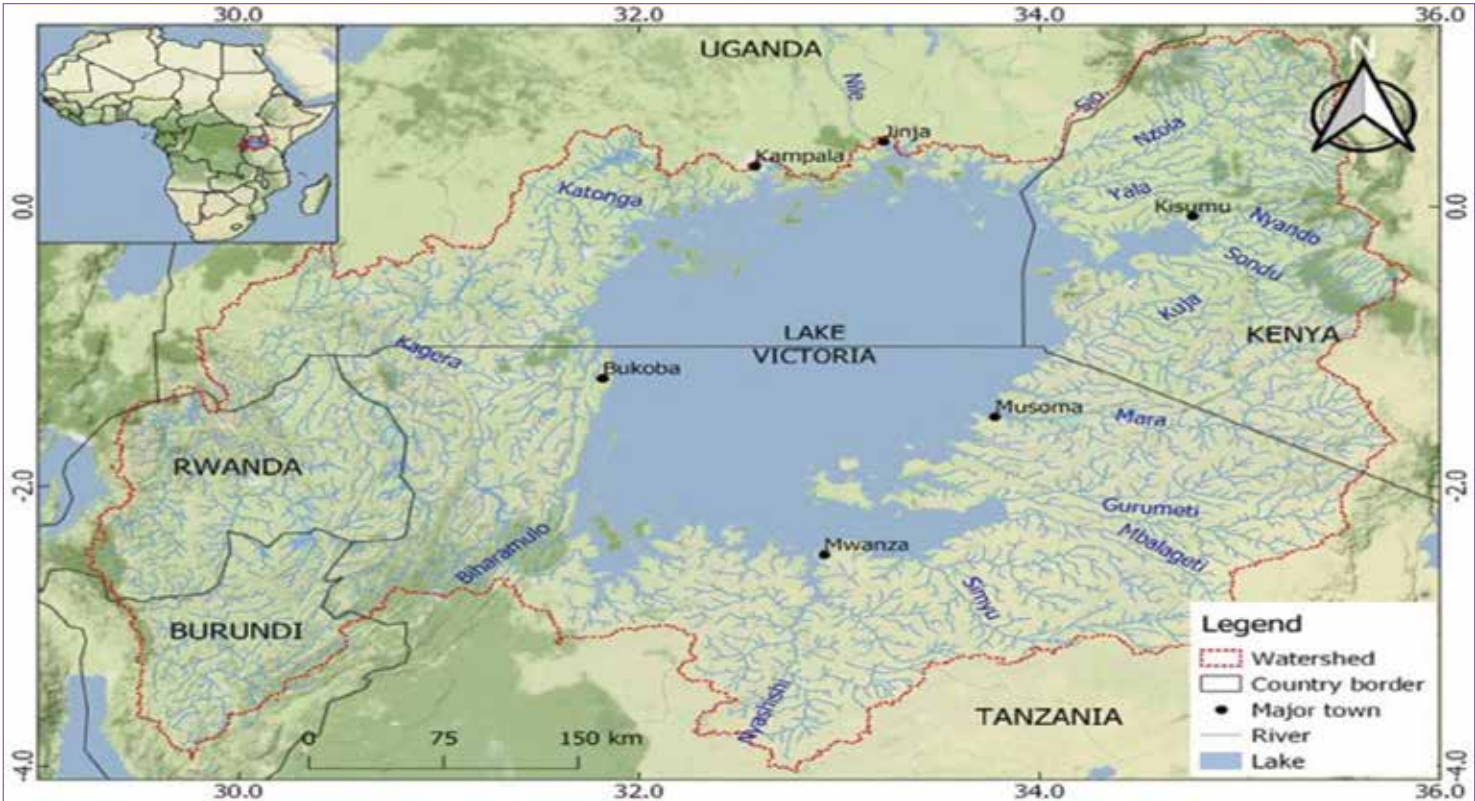 30.0
32.0
34.0
36.0
UGANDA
N
Nile
Sio
Jinja
Nzoia
Kampala
Katonga
Yala
Kisumu
0.0
0.0
Nyando
Sondu
Kuja
LAKE
VICTORIA
KENYA
Kagera
Bukoba
Musoma
Mara
RWANDA
-2.0
-2.0
Gurumeti
Mbalageti
Biharamulo
Mwanza
Simyu
BURUNDI
Nyashishi
TANZANIA
Legend
Watershed
Country border
Major town
River
Lake
0
75
150 km
-4.0
-4.0
30.0
32.0
34.0
36.0